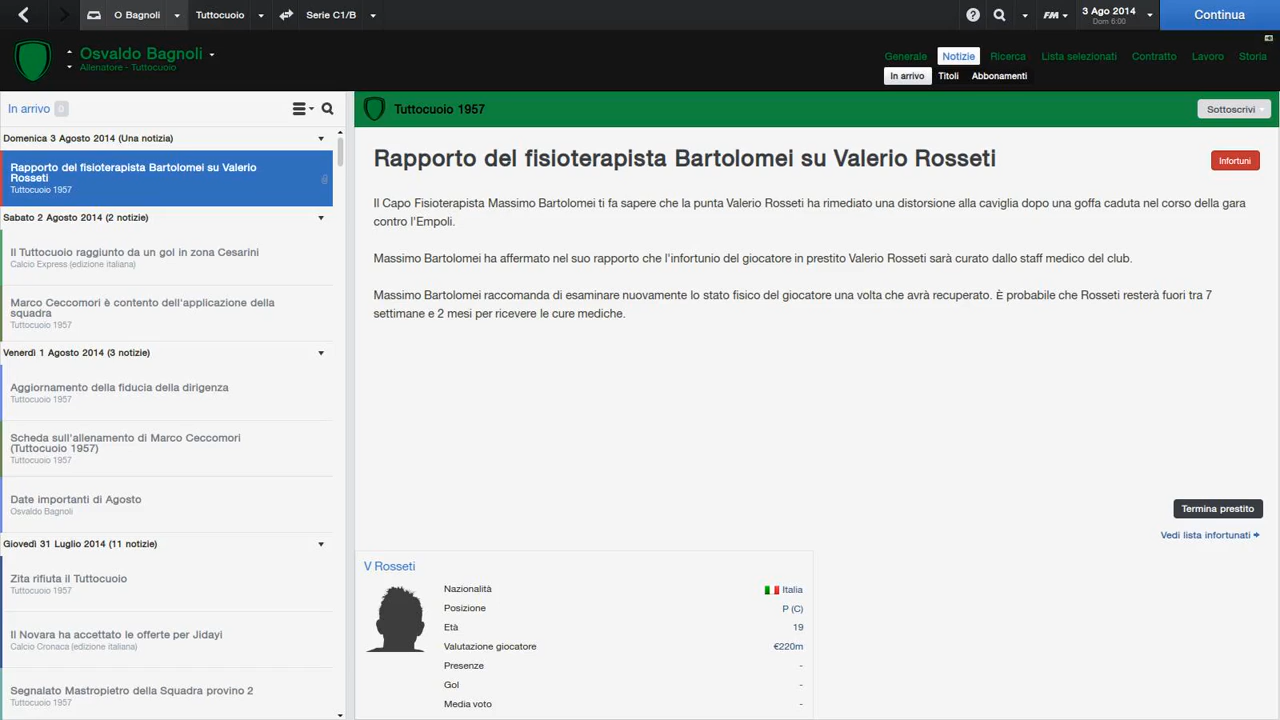 O Bagnoli
Tuttocuoio
Serie C1/B
FM
3 Ago 2014
Dom 6:00
Continua
Osvaldo Bagnoli
Allenatore - Tuttocuoio
Generale
Notizie
Ricerca
Lista selezionati
Contratto
Lavoro
Storia
In arrivo
Titoli
Abbonamenti
In arrivo 0
Domenica 3 Agosto 2014 (Una notizia)
Rapporto del fisioterapista Bartolomei su Valerio
Rosseti
Tuttocuoio 1957
Sabato 2 Agosto 2014 (2 notizie)
Il Tuttocuoio raggiunto da un gol in zona Cesarini
Calcio Express (edizione italiana)
Marco Ceccomori è contento dell'applicazione della
squadra
Tuttocuoio 1957
Venerdì 1 Agosto 2014 (3 notizie)
Aggiornamento della fiducia della dirigenza
Tuttocuoio 1957
Scheda sull'allenamento di Marco Ceccomori
(Tuttocuoio 1957)
Tuttocuoio 1957
Date importanti di Agosto
Osvaldo Bagnoli
Giovedì 31 Luglio 2014 (11 notizie)
Zita rifiuta il Tuttocuoio
Tuttocuoio 1957
Il Novara ha accettato le offerte per Jidayi
Calcio Cronaca (edizione italiana)
Segnalato Mastropietro della Squadra provino 2
Tuttocuoio 1957
Tuttocuoio 1957
Sottoscrivi
Rapporto del fisioterapista Bartolomei su Valerio Rosseti
Infortuni
Il Capo Fisioterapista Massimo Bartolomei ti fa sapere che la punta Valerio Rosseti ha rimediato una distorsione alla caviglia dopo una goffa caduta nel corso della gara
contro l'Empoli.
Massimo Bartolomei ha affermato nel suo rapporto che l'infortunio del giocatore in prestito Valerio Rosseti sarà curato dallo staff medico del club.
Massimo Bartolomei raccomanda di esaminare nuovamente lo stato fisico del giocatore una volta che avrà recuperato. È probabile che Rosseti resterà fuori tra 7
settimane e 2 mesi per ricevere le cure mediche.
Termina prestito
Vedi lista infortunati
V Rosseti
Nazionalità Italia
Posizione P (C)
Età 19
Valutazione giocatore €220m
Presenze -
Gol -
Media voto -